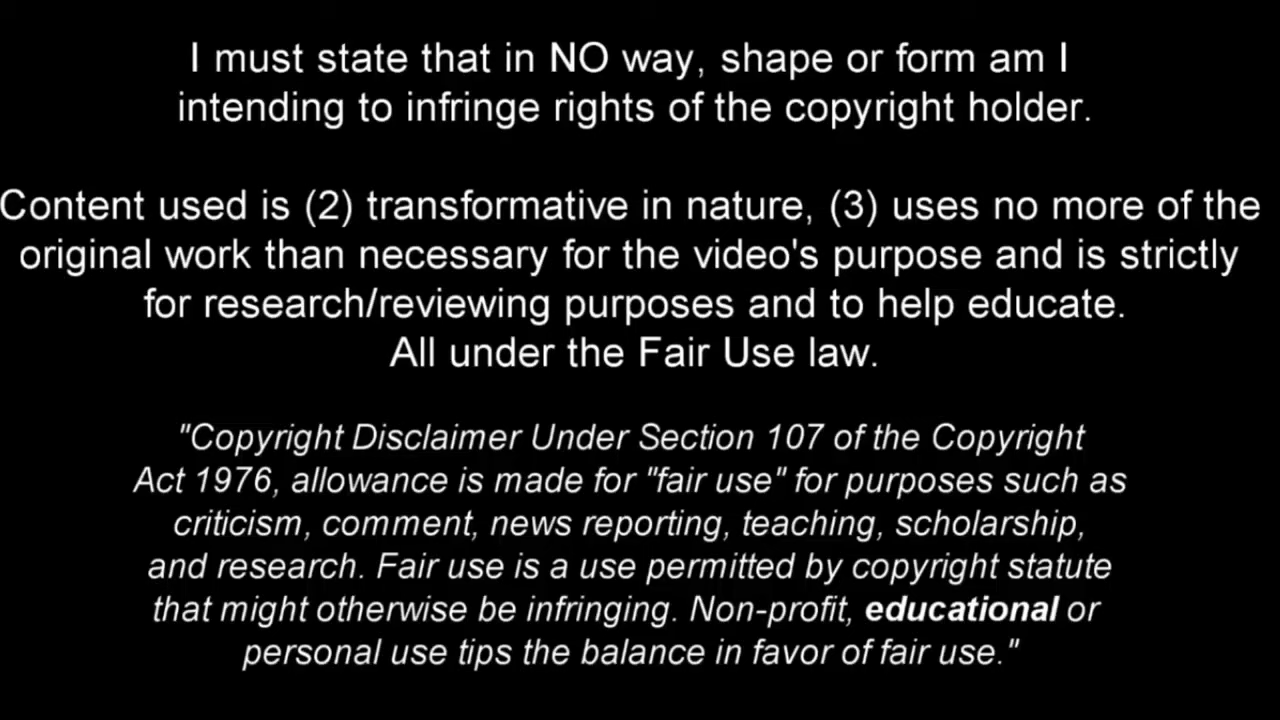 I must state that in NO way, shape or form am I
intending to infringe rights of the copyright holder.
Content used is (2) transformative in nature, (3) uses no more of the
original work than necessary for the video's purpose and is strictly
for research/reviewing purposes and to help educate.
All under the Fair Use law.
"Copyright Disclaimer Under Section 107 of the Copyright
Act 1976, allowance is made for "fair use" for purposes such as
criticism, comment, news reporting, teaching, scholarship,
and research. Fair use is a use permitted by copyright statute
that might otherwise be infringing. Non-profit, educational or
personal use tips the balance in favor of fair use."